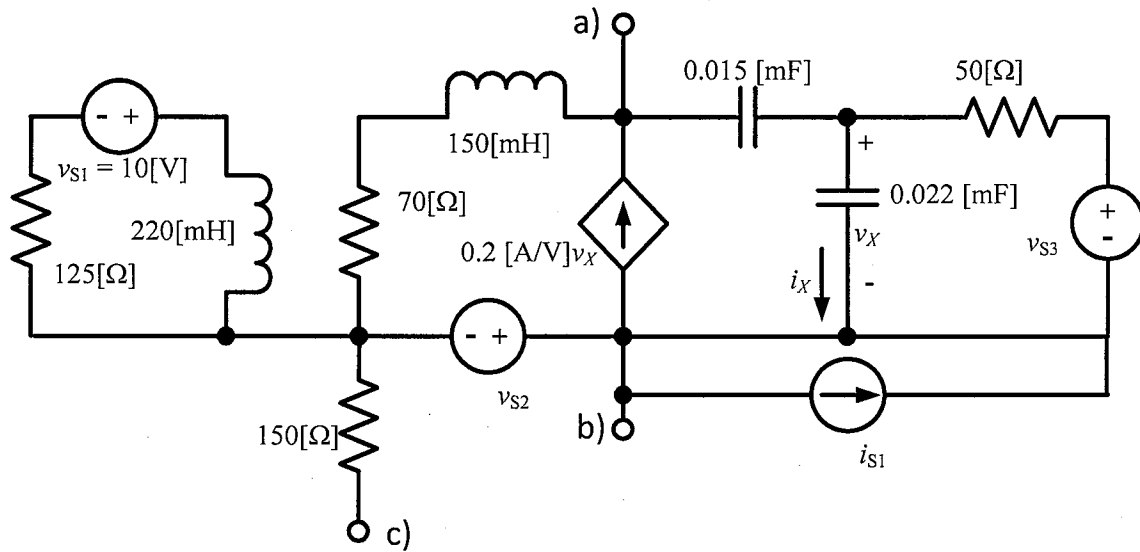 a)
0.015 [mF]
50[Ω]
- +
150[mH]
+
vS1 = 10[V]
70[Ω]
0.022 [mF]
+
-
220[mH]
0.2 [A/V]vX
vX
vS3
125[Ω]
iX
-
- +
vS2
150[Ω]
b)
iS1
c)